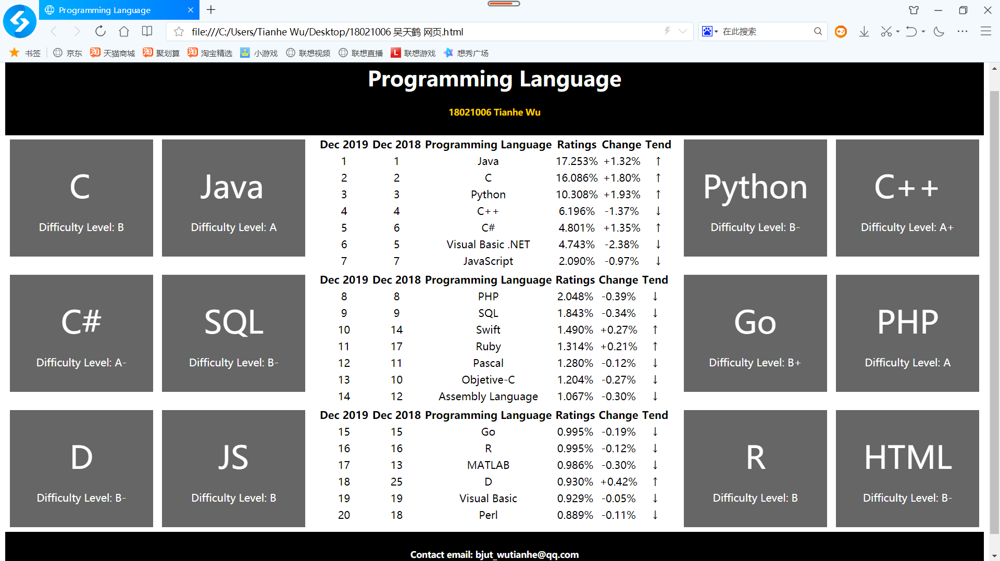 Programming Language
file:///C:/Users/Tianhe Wu/Desktop/18021006 吴天鹤 网页.html
在此搜索
书签 京东 天猫商城 聚划算 淘宝精选 小游戏 联想视频 联想直播 联想游戏 想秀广场
Programming Language
18021006 Tianhe Wu
C
Difficulty Level: B
Java
Difficulty Level: A
Dec 2019 Dec 2018 Programming Language Ratings Change Tend
1 1 Java 17.253% +1.32% ↑
2 2 C 16.086% +1.80% ↑
3 3 Python 10.308% +1.93% ↑
4 4 C++ 6.196% -1.37% ↓
5 6 C# 4.801% +1.35% ↑
6 5 Visual Basic .NET 4.743% -2.38% ↓
7 7 JavaScript 2.090% -0.97% ↓
Python
Difficulty Level: B-
C++
Difficulty Level: A+
C#
Difficulty Level: A-
SQL
Difficulty Level: B-
Dec 2019 Dec 2018 Programming Language Ratings Change Tend
8 8 PHP 2.048% -0.39% ↓
9 9 SQL 1.843% -0.34% ↓
10 14 Swift 1.490% +0.27% ↑
11 17 Ruby 1.314% +0.21% ↑
12 11 Pascal 1.280% -0.12% ↓
13 10 Objetive-C 1.204% -0.27% ↓
14 12 Assembly Language 1.067% -0.30% ↓
Go
Difficulty Level: B+
PHP
Difficulty Level: A
D
Difficulty Level: B-
JS
Difficulty Level: B
Dec 2019 Dec 2018 Programming Language Ratings Change Tend
15 15 Go 0.995% -0.19% ↓
16 16 R 0.995% -0.12% ↓
17 13 MATLAB 0.986% -0.30% ↓
18 25 D 0.930% +0.42% ↑
19 19 Visual Basic 0.929% -0.05% ↓
20 18 Perl 0.889% -0.11% ↓
R
Difficulty Level: B
HTML
Difficulty Level: B-
Contact email: bjut_wutianhe@qq.com